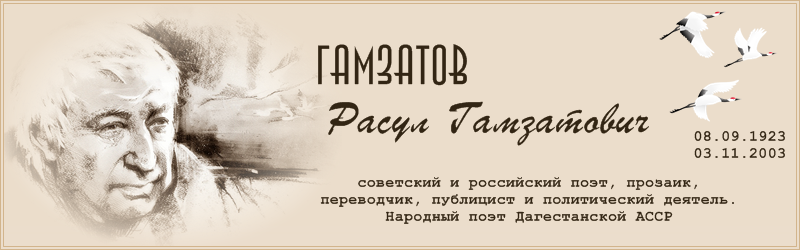 ГАМЗАТОВ
Расул Гамзатович
08.09.1923
03.11.2003
советский и российский поэт, прозаик,
переводчик, публицист и политический деятель.
Народный поэт Дагестанской АССР